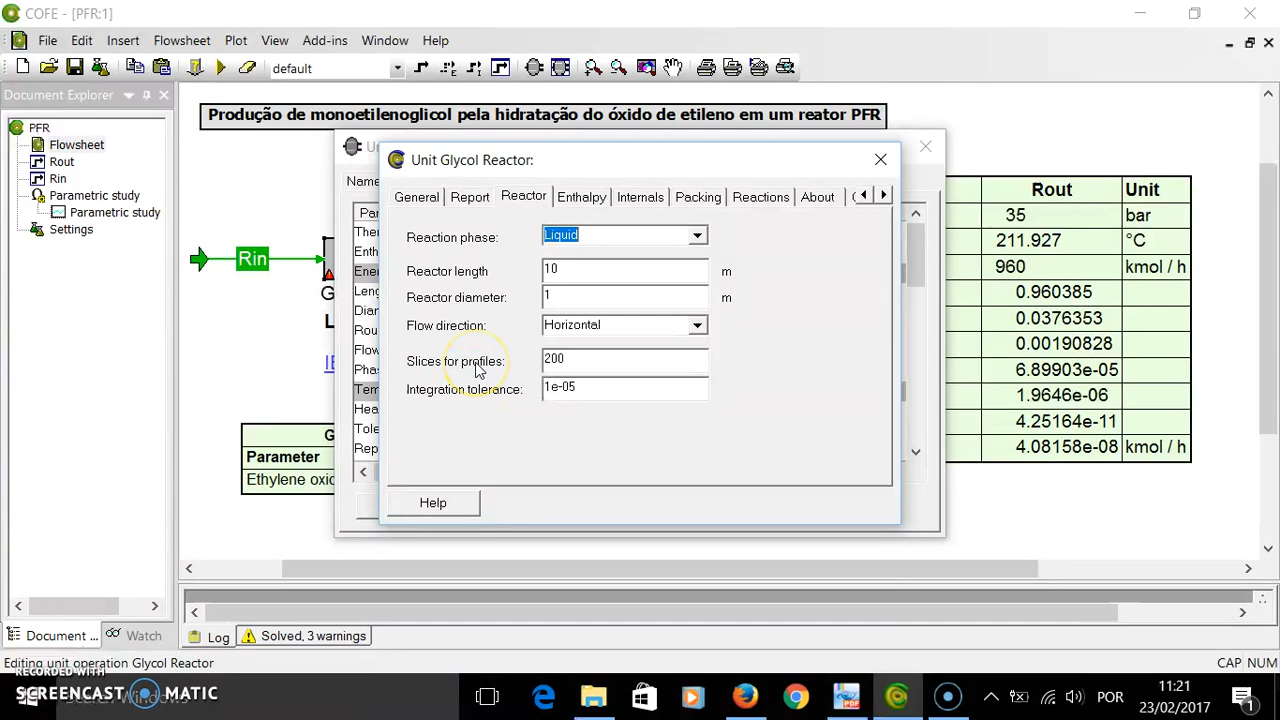 COFE - [PFR:1]
File Edit Insert Flowsheet Plot View Add-ins Window Help
default
Document Explorer
PFR
Flowsheet
Rout
Rin
Parametric study
Parametric study
Settings
Document ... Watch
Produção de monoetilenoglicol pela hidratação do óxido de etileno em um reator PFR
Rin
Parameter
Ethylene oxid
Name
Unit Glycol Reactor:
General Report Reactor Enthalpy Internals Packing Reactions About
Reaction phase: Liquid
Reactor length 10 m
Reactor diameter: 1 m
Flow direction: Horizontal
Slices for profiles: 200
Integration tolerance: 1e-05
Help
Rout Unit
35 bar
211.927 °C
960 kmol / h
0.960385
0.0376353
0.00190828
6.89903e-05
1.9646e-06
4.25164e-11
4.08158e-08 kmol / h
Log Solved, 3 warnings
Editing unit operation Glycol Reactor
CAP NUM
RECORDED WITH
SCREENCAST MATIC
POR
11:21
23/02/2017
1